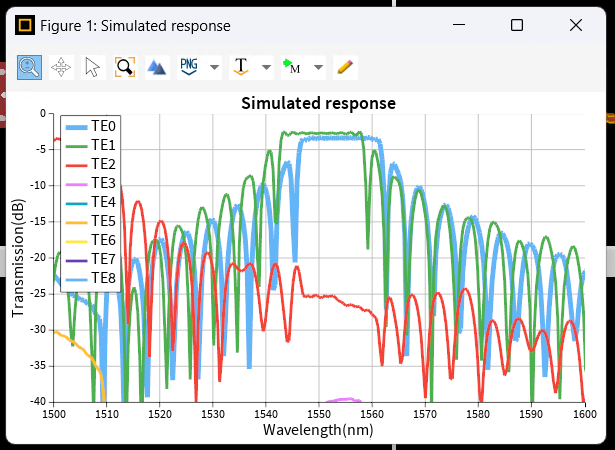 Figure 1: Simulated response
PNG T M
Simulated response
Transmission(dB)
0
-5
-10
-15
-20
-25
-30
-35
-40
TE0
TE1
TE2
TE3
TE4
TE5
TE6
TE7
TE8
1500 1510 1520 1530 1540 1550 1560 1570 1580 1590 1600
Wavelength(nm)